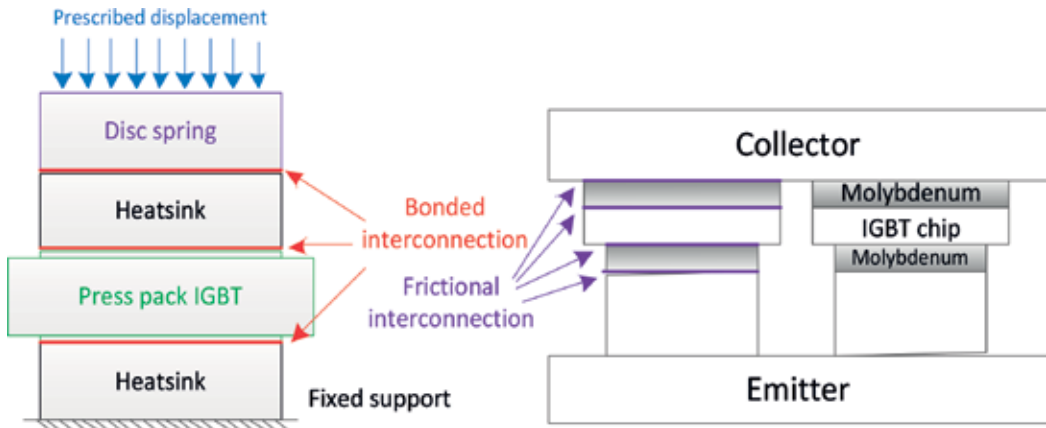 Prescribed displacement
Disc spring
Heatsink
Press pack IGBT
Heatsink
Fixed support
Bonded
interconnection
Frictional
interconnection
Collector
Molybdenum
IGBT chip
Molybdenum
Emitter